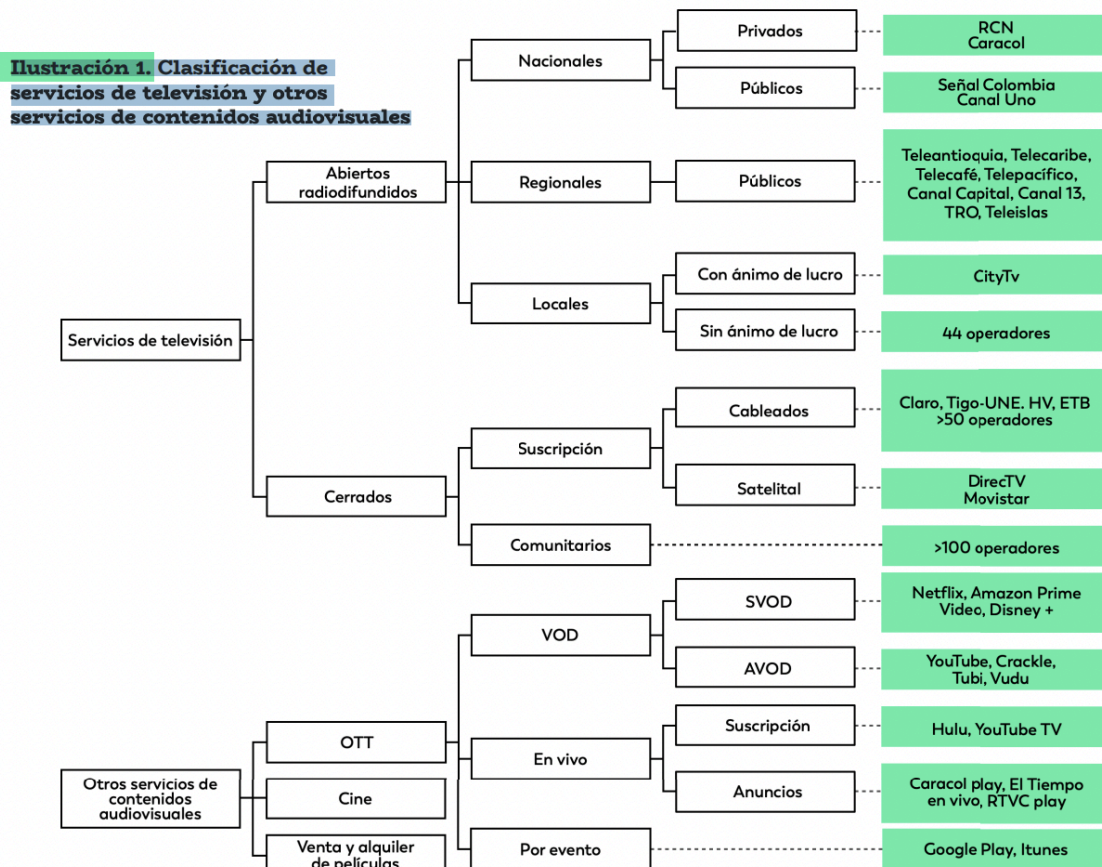 Ilustración 1. Clasificación de
servicios de televisión y otros
servicios de contenidos audiovisuales
Servicios de televisión
Abiertos
radiodifundidos
Nacionales
Privados
RCN
Caracol
Públicos
Señal Colombia
Canal Uno
Regionales
Públicos
Teleantioquia, Telecaribe,
Telecafé, Telepacífico,
Canal Capital, Canal 13,
TRO, Teleislas
Locales
Con ánimo de lucro
CityTv
Sin ánimo de lucro
44 operadores
Cerrados
Suscripción
Cableados
Claro, Tigo-UNE. HV, ETB
>50 operadores
Satelital
DirecTV
Movistar
Comunitarios
>100 operadores
Otros servicios de
contenidos
audiovisuales
OTT
VOD
SVOD
Netflix, Amazon Prime
Video, Disney +
AVOD
YouTube, Crackle,
Tubi, Vudu
En vivo
Suscripción
Hulu, YouTube TV
Anuncios
Caracol play, El Tiempo
en vivo, RTVC play
Por evento
Google Play, Itunes
Cine
Venta y alquiler
de películas